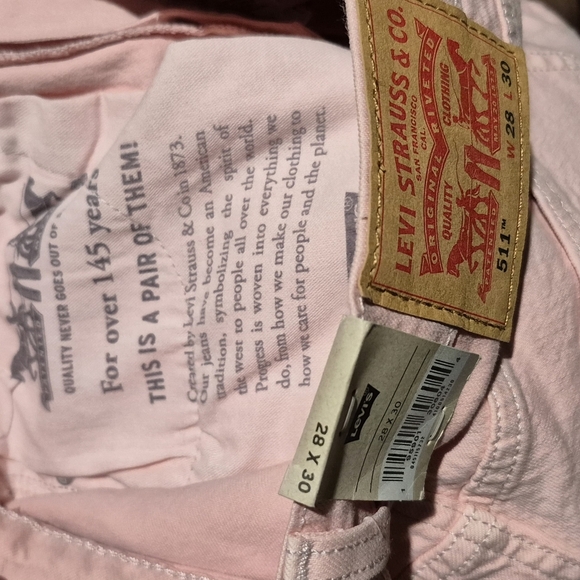 QUALITY NEVER GOES OUT OF
For over 145 years
THIS IS A PAIR OF THEM!
Created by Levi Strauss & Co in 1873.
Our jeans have become an American
tradition, symbolizing the spirit of
the west to people all over the world.
Progress is woven into everything we
do, from how we make our clothing to
how we care for people and the planet.
LEVI STRAUSS & CO.
SAN FRANCISCO
CAL.
ORIGINAL RIVETED
QUALITY CLOTHING
511™ W 28 L 30
28 X 30
LEVI'S
28 X 30